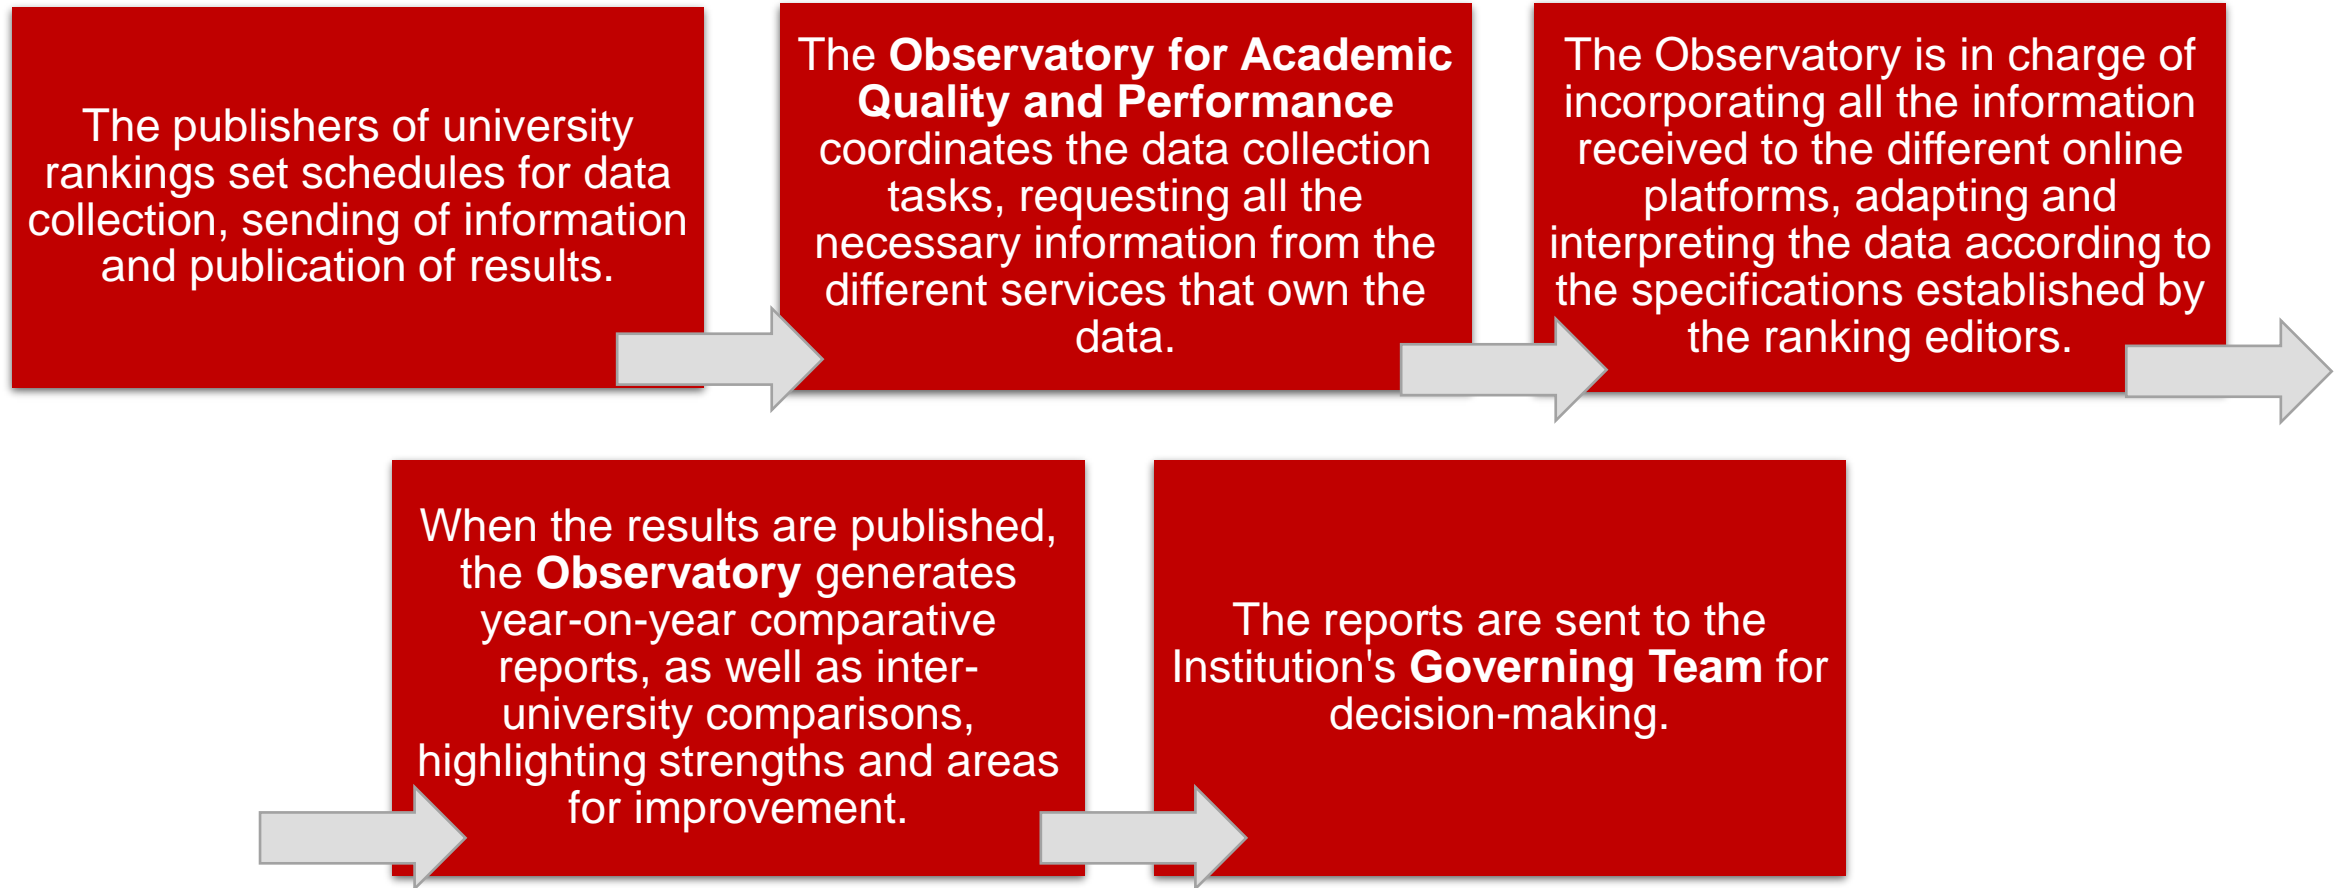 The publishers of university
rankings set schedules for data
collection, sending of information
and publication of results.
The Observatory for Academic
Quality and Performance
coordinates the data collection
tasks, requesting all the
necessary information from the
different services that own the
data.
The Observatory is in charge of
incorporating all the information
received to the different online
platforms, adapting and
interpreting the data according to
the specifications established by
the ranking editors.
When the results are published,
the Observatory generates
year-on-year comparative
reports, as well as inter-
university comparisons,
highlighting strengths and areas
for improvement.
The reports are sent to the
Institution's Governing Team for
decision-making.